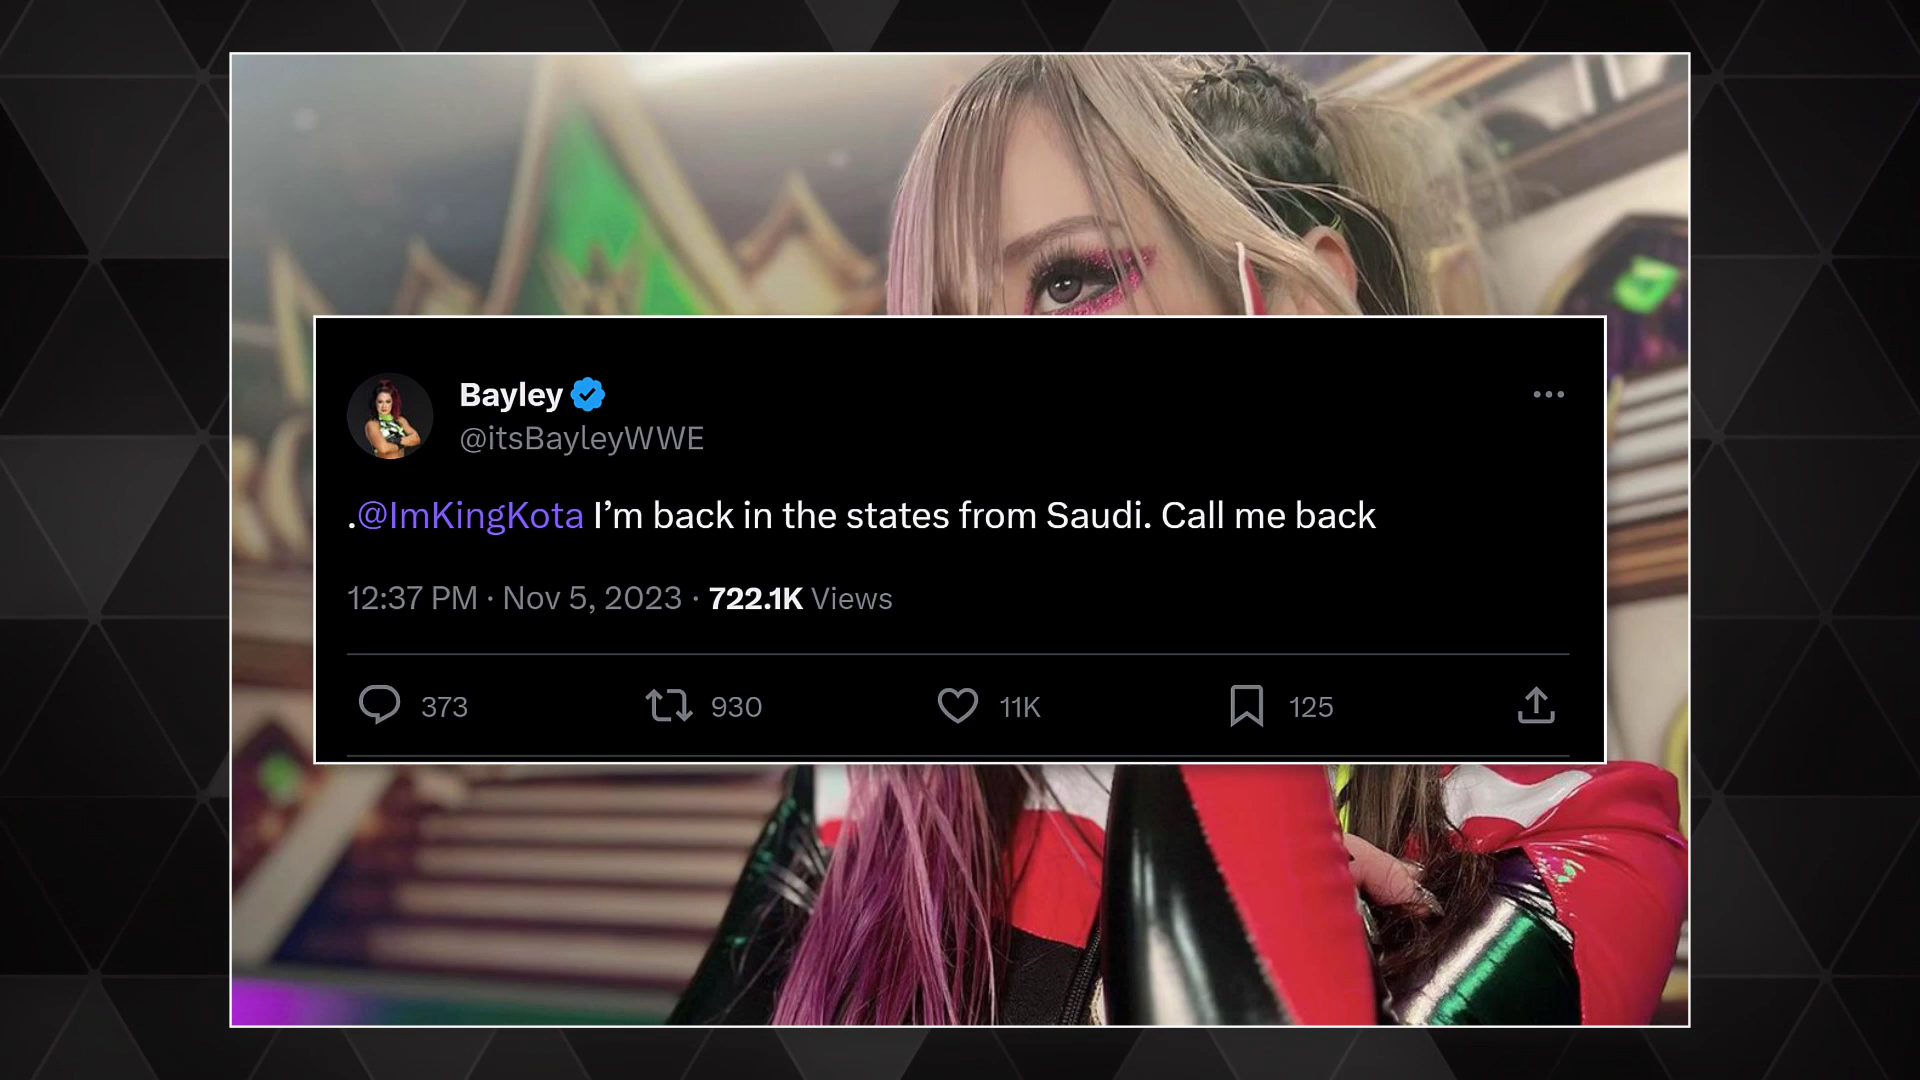 Bayley
@itsBayleyWWE
.@ImKingKota I’m back in the states from Saudi. Call me back
12:37 PM · Nov 5, 2023 · 722.1K Views
373 930 11K 125